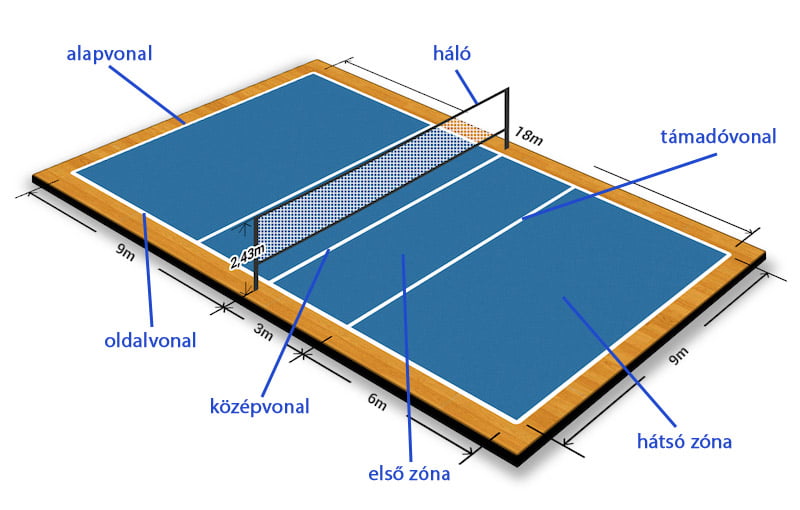 alapvonal
háló
18m
támadóvonal
2,43m
9m
oldalvonal
3m
középvonal
6m
9m
első zóna
hátsó zóna